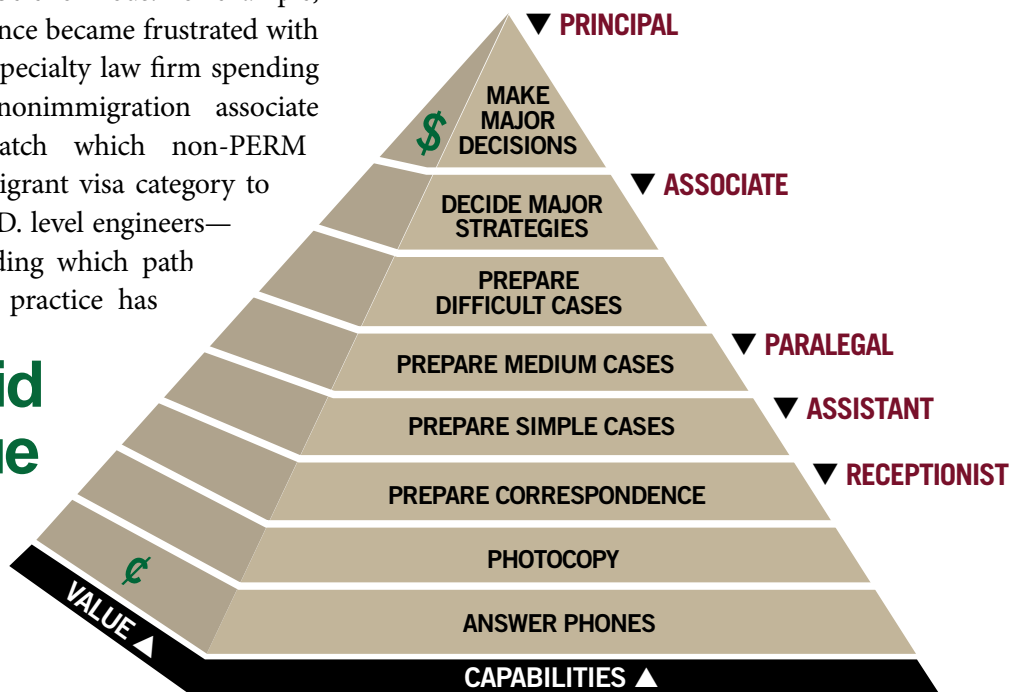 nce became frustrated with
pecialty law firm spending
nonimmigration associate
atch which non-PERM
igrant visa category to
D. level engineers—
ding which path
practice has
id
ue
▼ PRINCIPAL
$
MAKE
MAJOR
DECISIONS
▼ ASSOCIATE
DECIDE MAJOR
STRATEGIES
PREPARE
DIFFICULT CASES
▼ PARALEGAL
PREPARE MEDIUM CASES
▼ ASSISTANT
PREPARE SIMPLE CASES
▼ RECEPTIONIST
PREPARE CORRESPONDENCE
PHOTOCOPY
¢
ANSWER PHONES
VALUE ▲
CAPABILITIES ▲